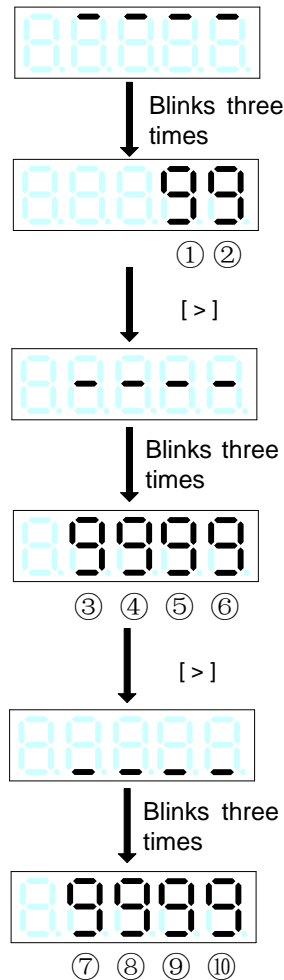 - - - -
Blinks three
times
99
① ②
[ > ]
- - - -
Blinks three
times
9999
③ ④ ⑤ ⑥
[ > ]
_ _ _ _
Blinks three
times
9999
⑦ ⑧ ⑨ ⑩